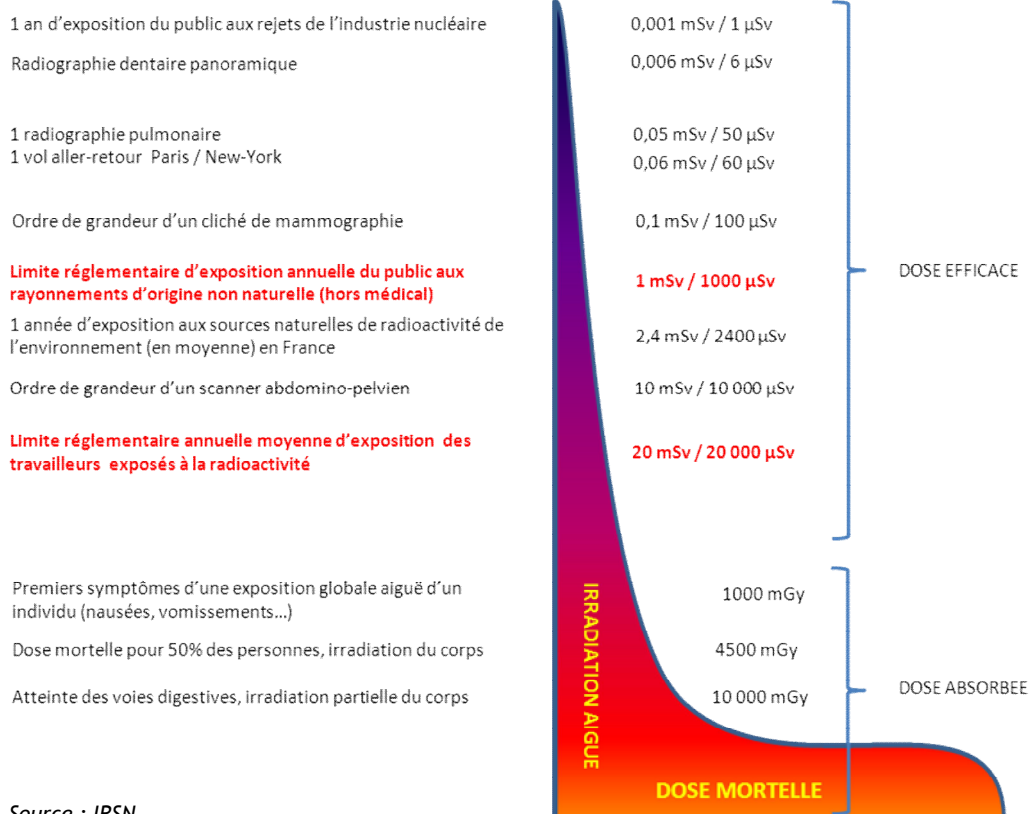 1 an d’exposition du public aux rejets de l’industrie nucléaire 0,001 mSv / 1 µSv
Radiographie dentaire panoramique 0,006 mSv / 6 µSv
1 radiographie pulmonaire 0,05 mSv / 50 µSv
1 vol aller-retour Paris / New-York 0,06 mSv / 60 µSv
Ordre de grandeur d’un cliché de mammographie 0,1 mSv / 100 µSv
Limite réglementaire d’exposition annuelle du public aux
rayonnements d’origine non naturelle (hors médical) 1 mSv / 1000 µSv
DOSE EFFICACE
1 année d’exposition aux sources naturelles de radioactivité de
l’environnement (en moyenne) en France 2,4 mSv / 2400 µSv
Ordre de grandeur d’un scanner abdomino-pelvien 10 mSv / 10 000 µSv
Limite réglementaire annuelle moyenne d’exposition des
travailleurs exposés à la radioactivité 20 mSv / 20 000 µSv
Premiers symptômes d’une exposition globale aiguë d’un
individu (nausées, vomissements…) 1000 mGy
Dose mortelle pour 50% des personnes, irradiation du corps 4500 mGy
Atteinte des voies digestives, irradiation partielle du corps 10 000 mGy
DOSE ABSORBEE
IRRADIATION AIGUE
DOSE MORTELLE
Source : IRSN